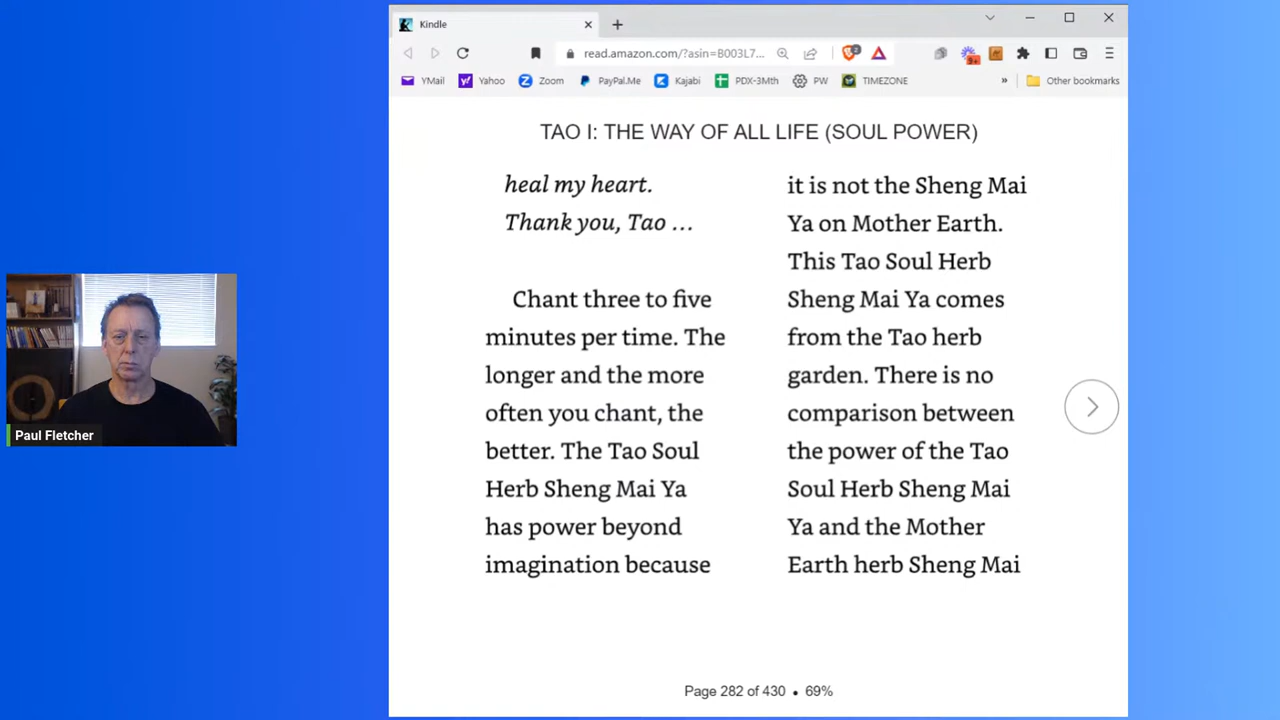 Kindle
read.amazon.com/?asin=B003L7...
2
9+
YMail
Yahoo
Zoom
PayPal.Me
Kajabi
PDX-3Mth
PW
TIMEZONE
»
Other bookmarks
TAO I: THE WAY OF ALL LIFE (SOUL POWER)
heal my heart.
Thank you, Tao …
Chant three to five
minutes per time. The
longer and the more
often you chant, the
better. The Tao Soul
Herb Sheng Mai Ya
has power beyond
imagination because
it is not the Sheng Mai
Ya on Mother Earth.
This Tao Soul Herb
Sheng Mai Ya comes
from the Tao herb
garden. There is no
comparison between
the power of the Tao
Soul Herb Sheng Mai
Ya and the Mother
Earth herb Sheng Mai
Page 282 of 430 • 69%
Paul Fletcher